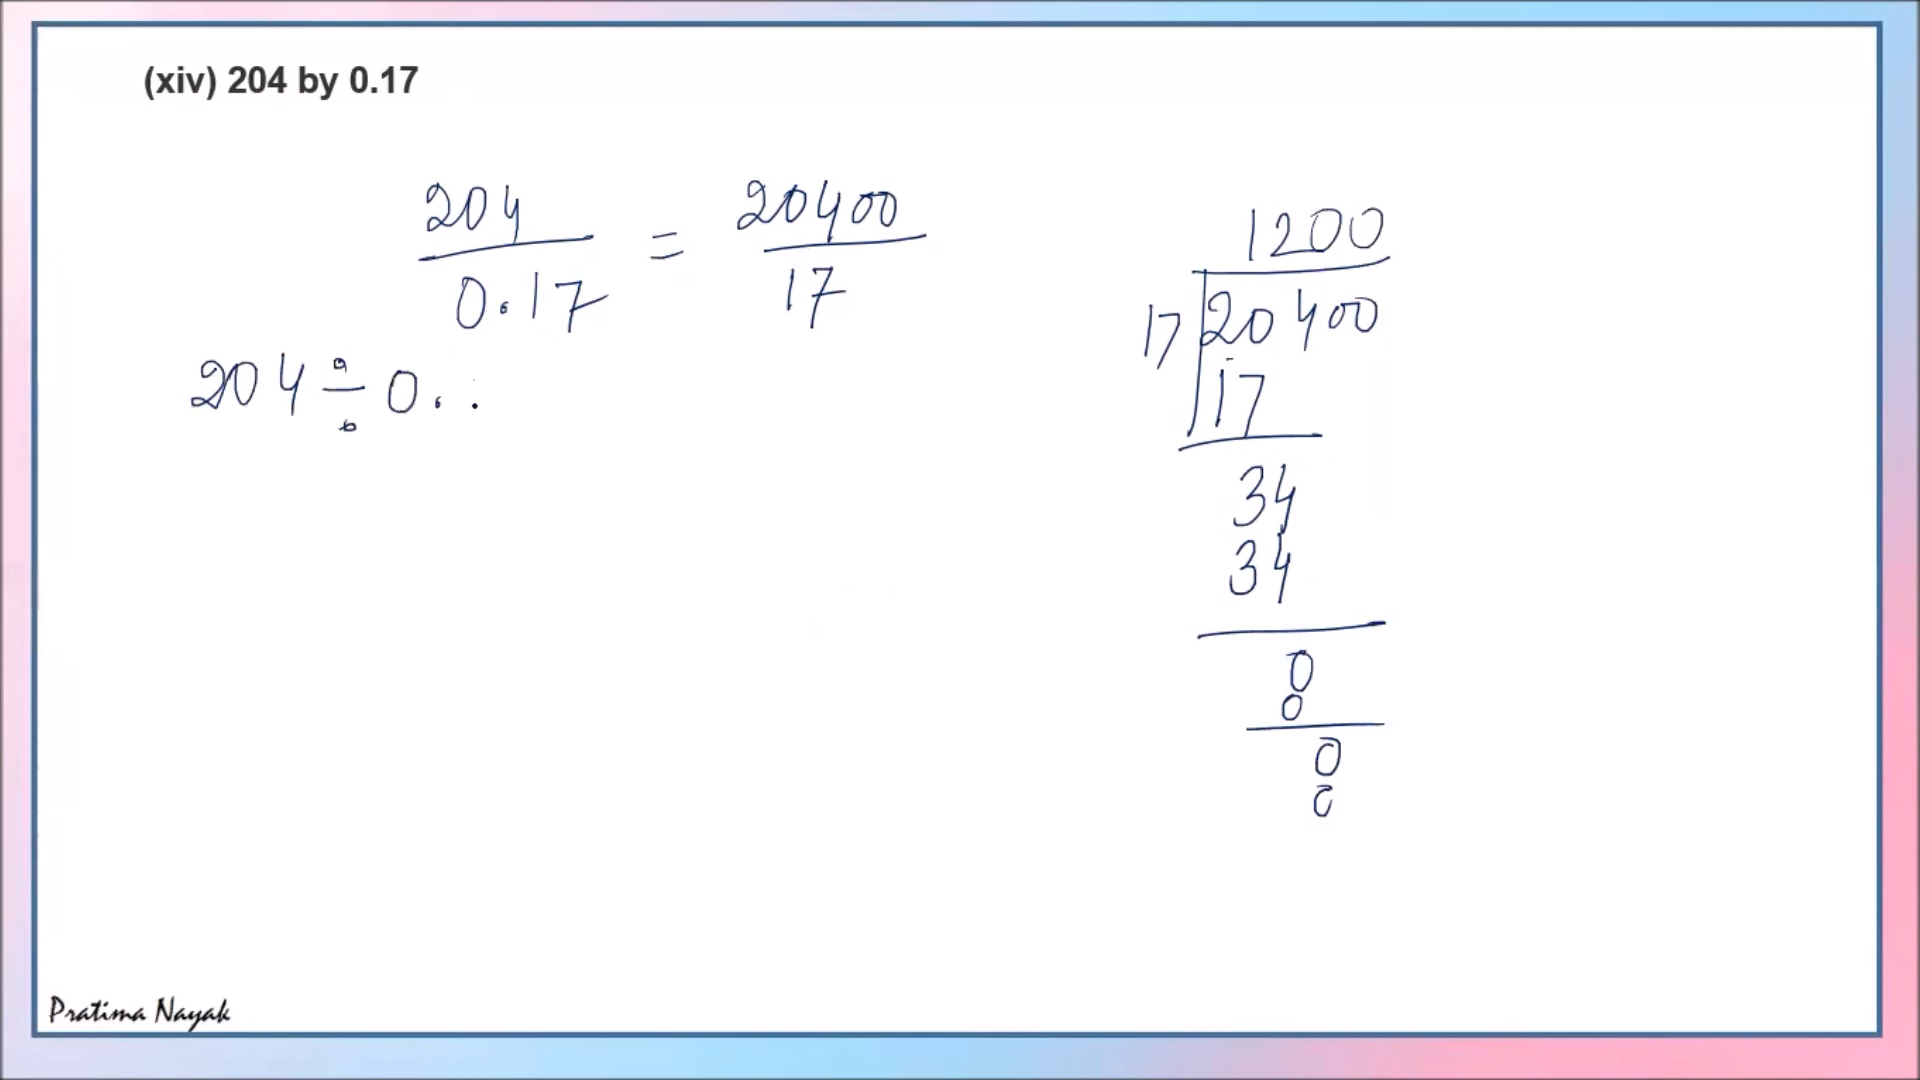 (xiv) 204 by 0.17
204 / 0.17 = 20400 / 17
204 ÷ 0..
1200
17 20400
17
34
34
0
0
0
0
Pratima Nayak